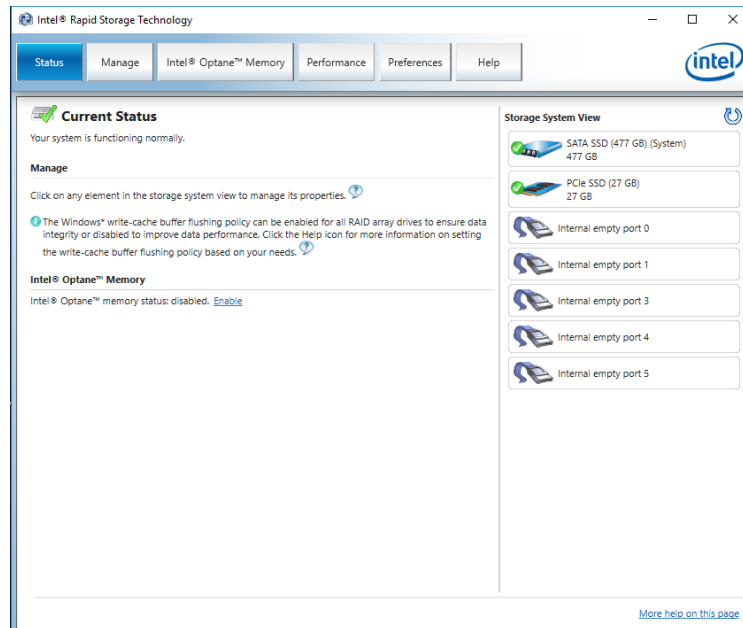 Intel® Rapid Storage Technology
Status
Manage
Intel® Optane™ Memory
Performance
Preferences
Help
intel
Current Status
Your system is functioning normally.
Manage
Click on any element in the storage system view to manage its properties.
The Windows* write-cache buffer flushing policy can be enabled for all RAID array drives to ensure data
integrity or disabled to improve data performance. Click the Help icon for more information on setting
the write-cache buffer flushing policy based on your needs.
Intel® Optane™ Memory
Intel® Optane™ memory status: disabled. Enable
Storage System View
SATA SSD (477 GB) (System)
477 GB
PCIe SSD (27 GB)
27 GB
Internal empty port 0
Internal empty port 1
Internal empty port 3
Internal empty port 4
Internal empty port 5
More help on this page